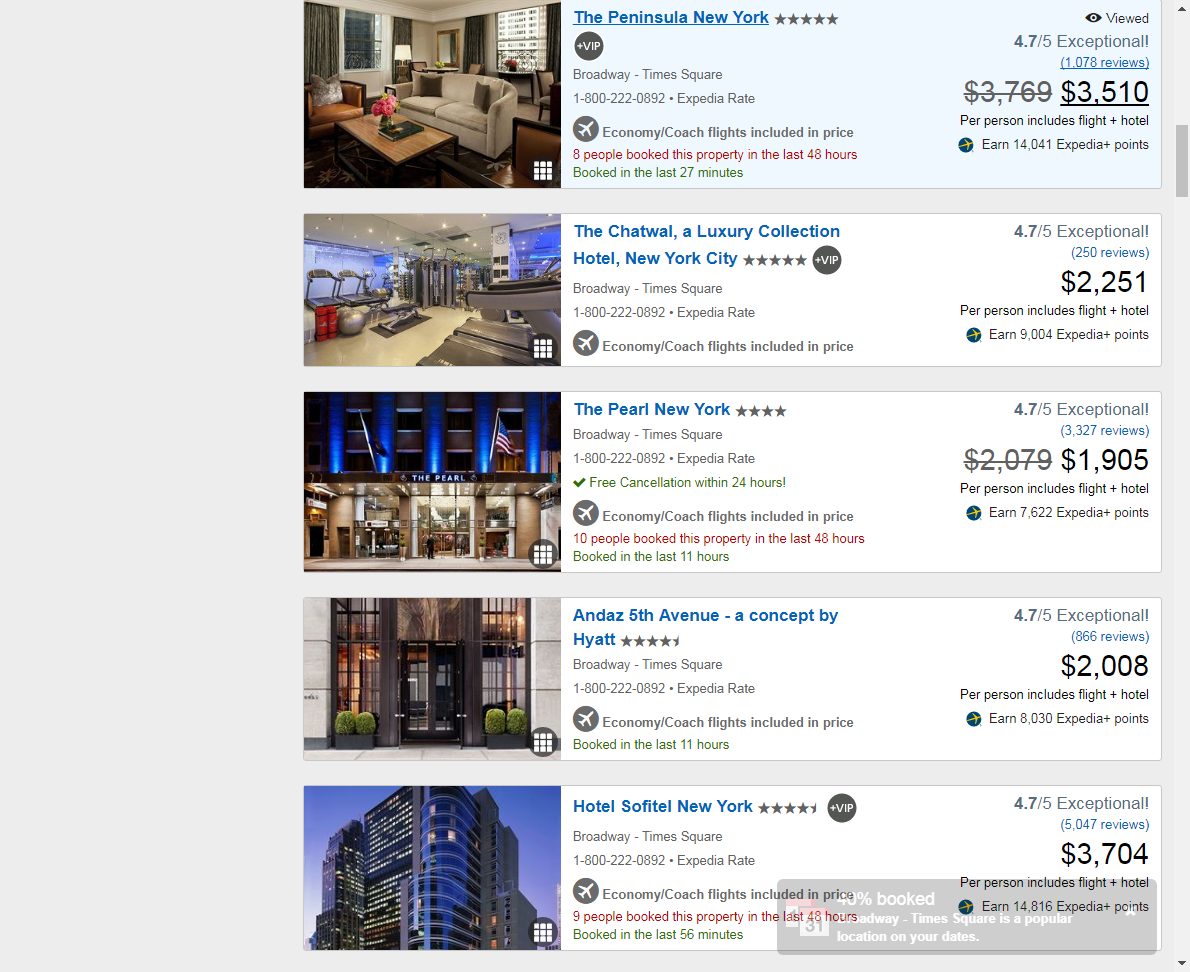 The Peninsula New York
Viewed
+VIP
4.7/5 Exceptional!
(1,078 reviews)
Broadway - Times Square
$3,769 $3,510
1-800-222-0892 • Expedia Rate
Per person includes flight + hotel
Economy/Coach flights included in price
Earn 14,041 Expedia+ points
8 people booked this property in the last 48 hours
Booked in the last 27 minutes
The Chatwal, a Luxury Collection
Hotel, New York City
+VIP
4.7/5 Exceptional!
(250 reviews)
Broadway - Times Square
$2,251
1-800-222-0892 • Expedia Rate
Per person includes flight + hotel
Economy/Coach flights included in price
Earn 9,004 Expedia+ points
THE PEARL
The Pearl New York
4.7/5 Exceptional!
(3,327 reviews)
Broadway - Times Square
$2,079 $1,905
1-800-222-0892 • Expedia Rate
Free Cancellation within 24 hours!
Per person includes flight + hotel
Economy/Coach flights included in price
Earn 7,622 Expedia+ points
10 people booked this property in the last 48 hours
Booked in the last 11 hours
Andaz 5th Avenue - a concept by
Hyatt
4.7/5 Exceptional!
(866 reviews)
Broadway - Times Square
$2,008
1-800-222-0892 • Expedia Rate
Per person includes flight + hotel
Economy/Coach flights included in price
Earn 8,030 Expedia+ points
Booked in the last 11 hours
Hotel Sofitel New York
+VIP
4.7/5 Exceptional!
(5,047 reviews)
Broadway - Times Square
$3,704
1-800-222-0892 • Expedia Rate
Per person includes flight + hotel
Economy/Coach flights included in price
Earn 14,816 Expedia+ points
9 people booked this property in the last 48 hours
Booked in the last 56 minutes
31
40% booked
Broadway - Times Square is a popular
location on your dates.